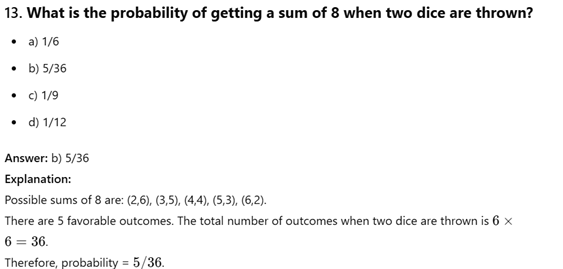 13. What is the probability of getting a sum of 8 when two dice are thrown?
• a) 1/6
• b) 5/36
• c) 1/9
• d) 1/12
Answer: b) 5/36
Explanation:
Possible sums of 8 are: (2,6), (3,5), (4,4), (5,3), (6,2).
There are 5 favorable outcomes. The total number of outcomes when two dice are thrown is 6 ×
6 = 36.
Therefore, probability = 5/36.